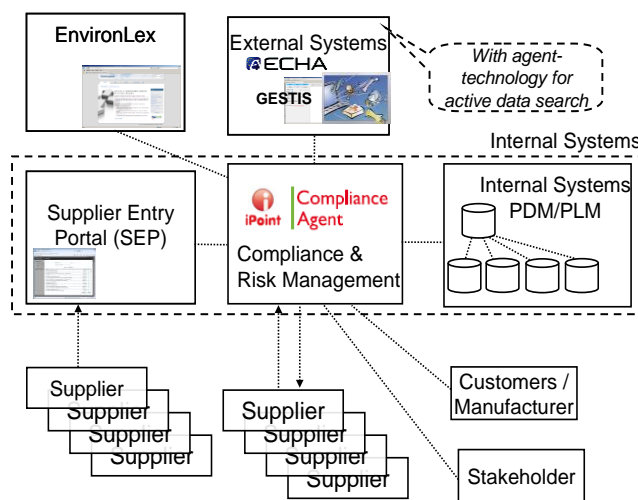 EnvironLex
External Systems
ECHA
GESTIS
With agent-
technology for
active data search
Internal Systems
Supplier Entry
Portal (SEP)
iPoint
Compliance
Agent
Compliance &
Risk Management
Internal Systems
PDM/PLM
Supplier
Supplier
Supplier
Supplier
Supplier
Supplier
Supplier
Supplier
Customers /
Manufacturer
Stakeholder